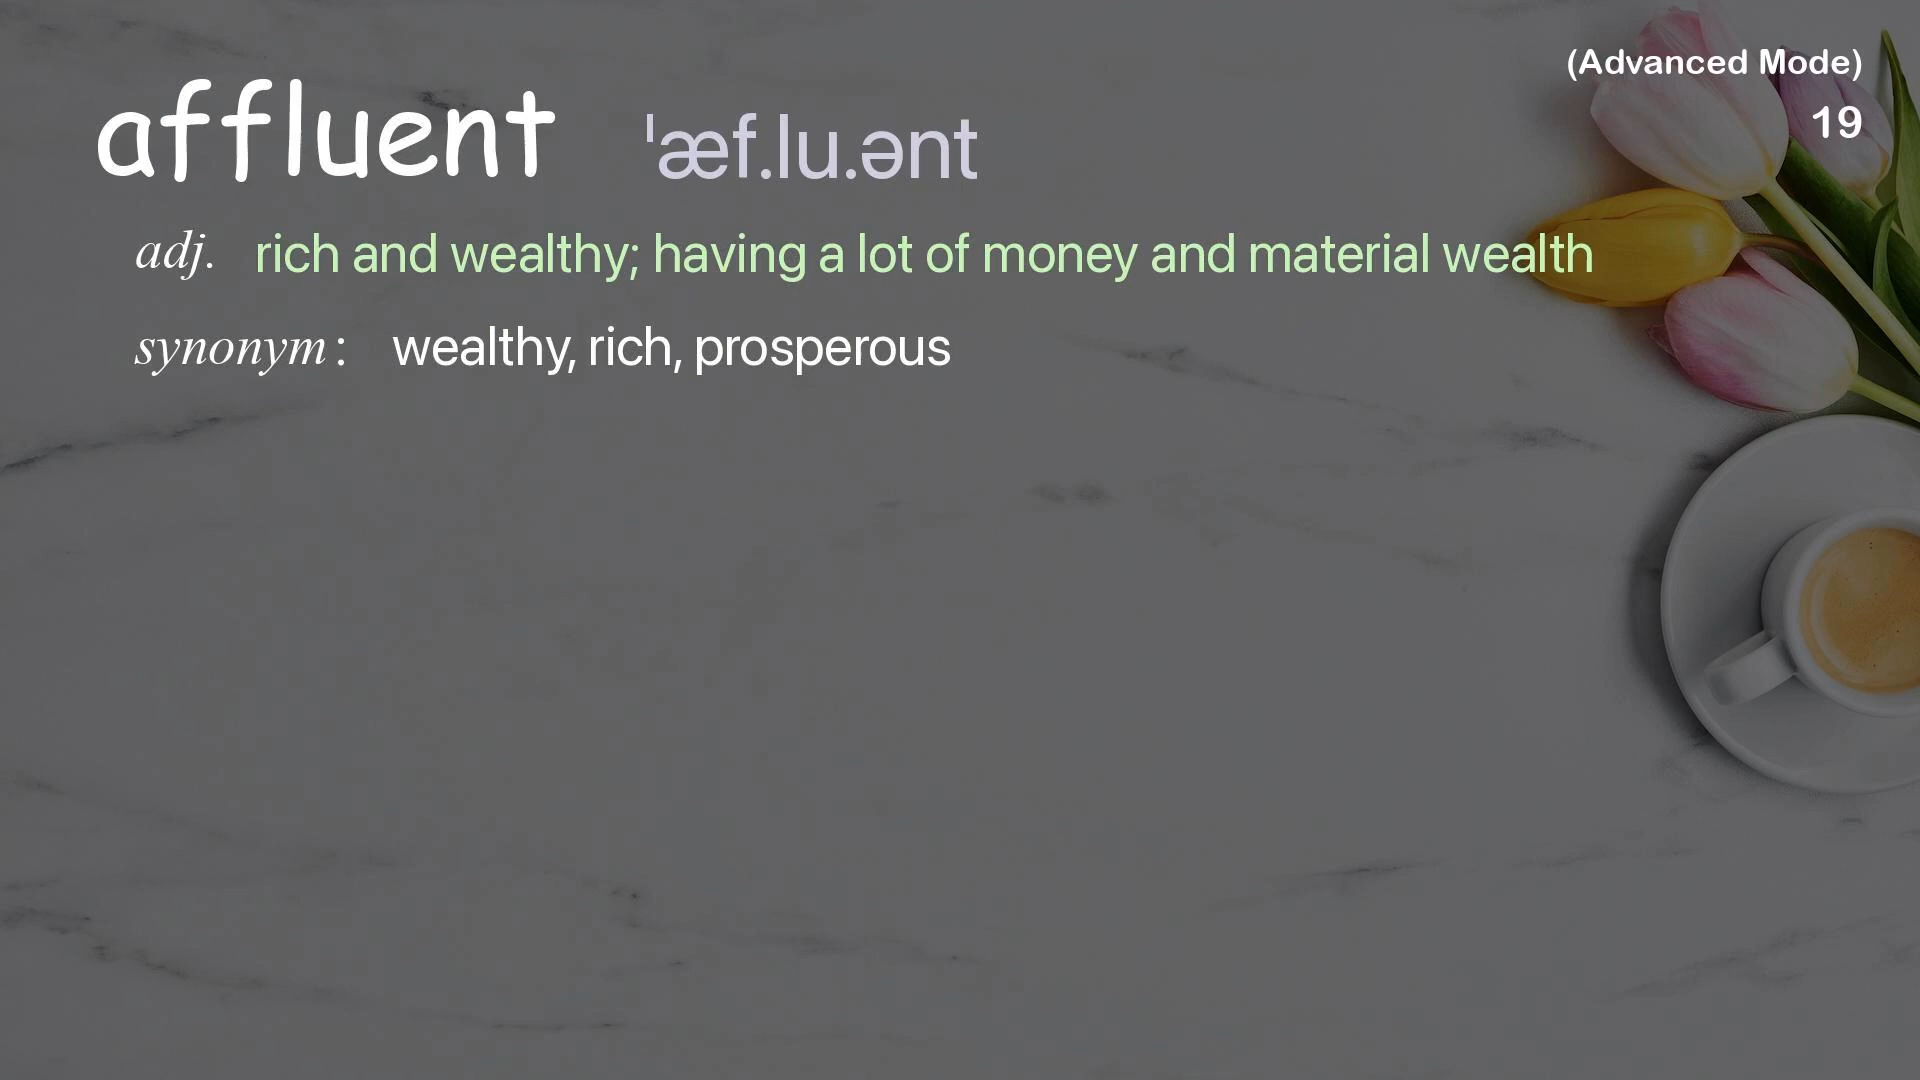 (Advanced Mode)
19
affluent ˈæf.lu.ənt
adj. rich and wealthy; having a lot of money and material wealth
synonym: wealthy, rich, prosperous